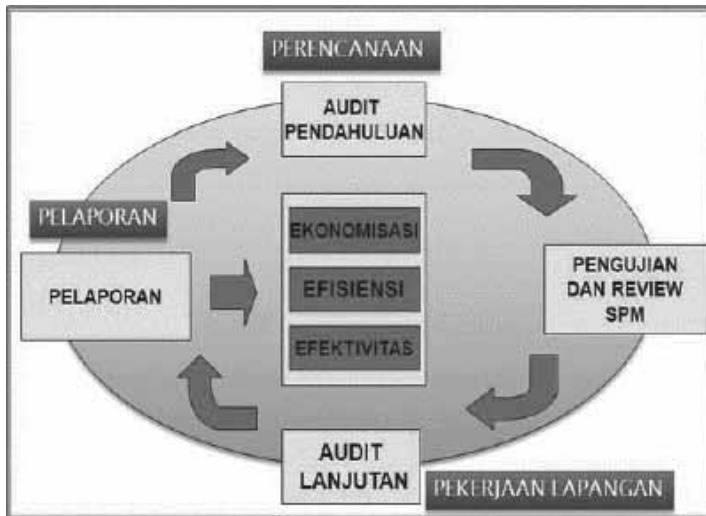 PERENCANAAN
AUDIT
PENDAHULUAN
PELAPORAN
PELAPORAN
EKONOMISASI
EFISIENSI
EFEKTIVITAS
PENGUJIAN
DAN REVIEW
SPM
AUDIT
LANJUTAN
PEKERJAAN LAPANGAN